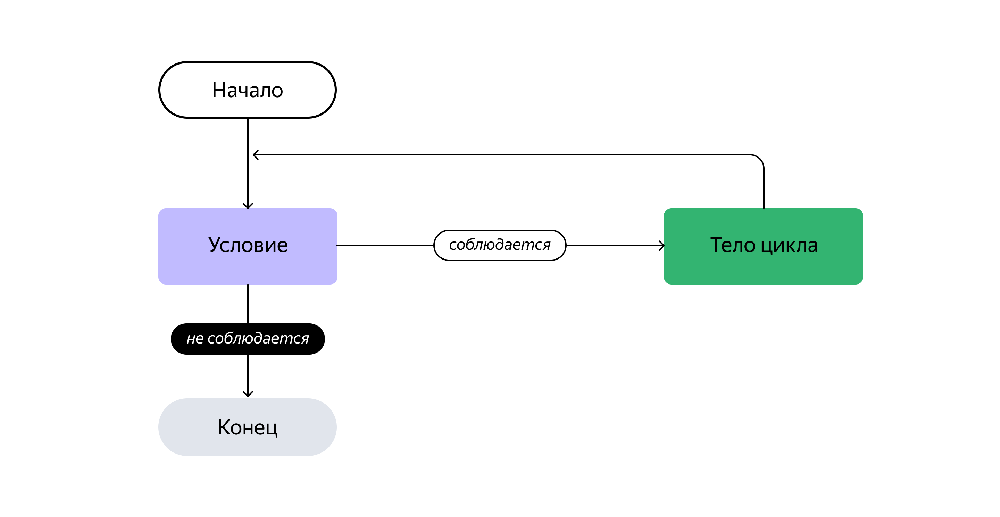 Начало
Условие
соблюдается
Тело цикла
не соблюдается
Конец